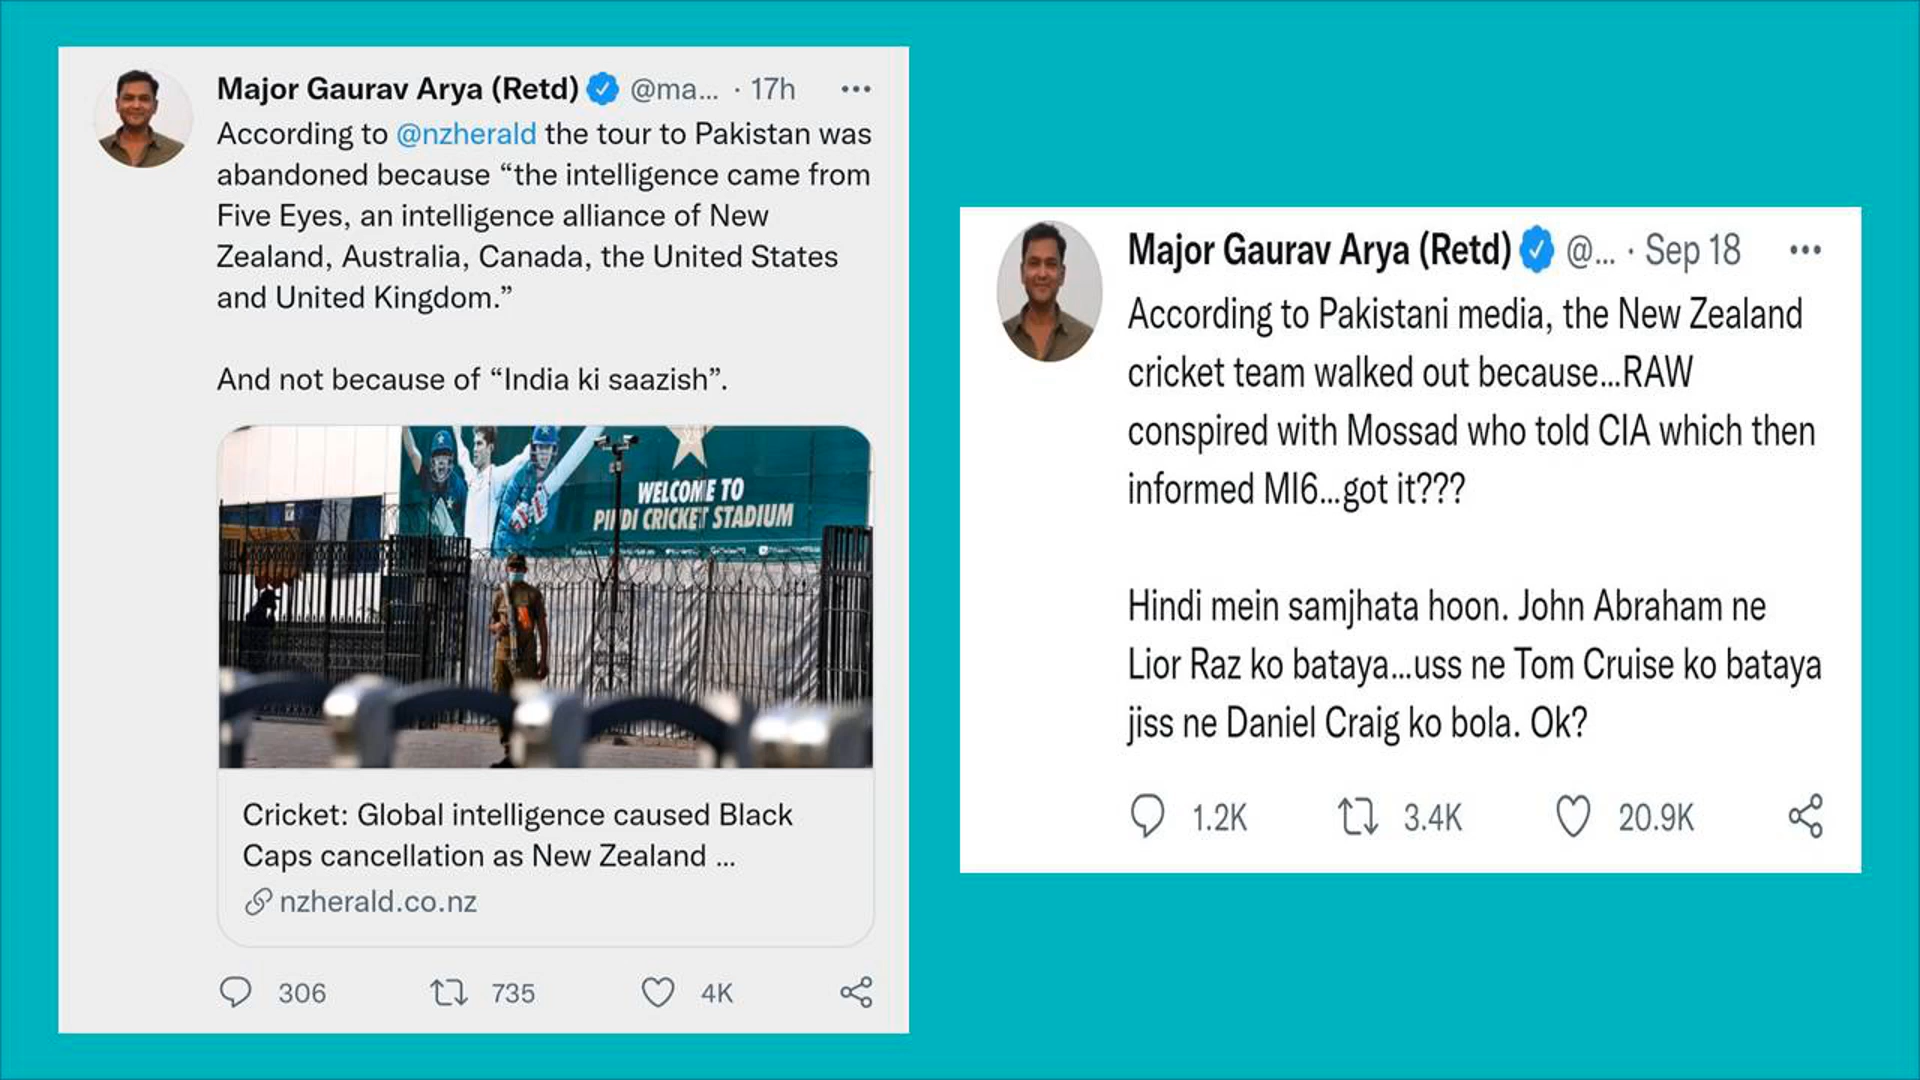 Major Gaurav Arya (Retd) @ma... · 17h ...
According to @nzherald the tour to Pakistan was
abandoned because “the intelligence came from
Five Eyes, an intelligence alliance of New
Zealand, Australia, Canada, the United States
and United Kingdom.”
And not because of “India ki saazish”.
WELCOME TO
PINDI CRICKET STADIUM
Cricket: Global intelligence caused Black
Caps cancellation as New Zealand ...
nzherald.co.nz
306 735 4K
Major Gaurav Arya (Retd) @... · Sep 18 ...
According to Pakistani media, the New Zealand
cricket team walked out because...RAW
conspired with Mossad who told CIA which then
informed MI6...got it???
Hindi mein samjhata hoon. John Abraham ne
Lior Raz ko bataya...uss ne Tom Cruise ko bataya
jiss ne Daniel Craig ko bola. Ok?
1.2K 3.4K 20.9K